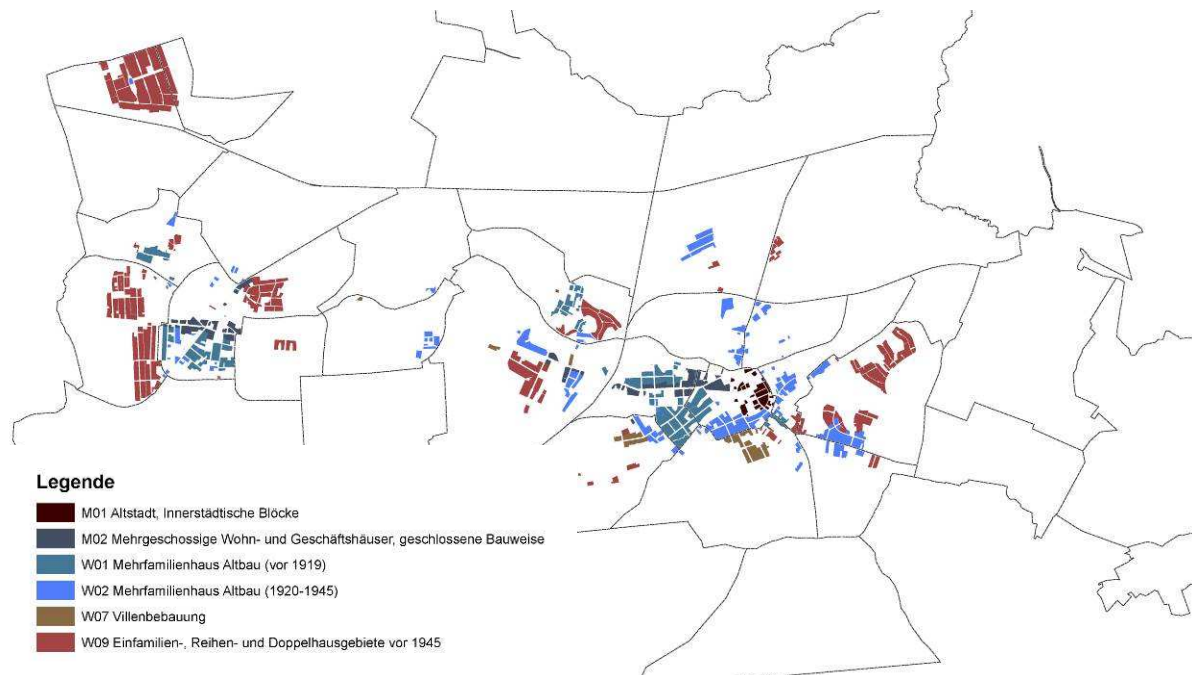 Legende
M01 Altstadt, Innerstädtische Blöcke
M02 Mehrgeschossige Wohn- und Geschäftshäuser, geschlossene Bauweise
W01 Mehrfamilienhaus Altbau (vor 1919)
W02 Mehrfamilienhaus Altbau (1920-1945)
W07 Villenbebauung
W09 Einfamilien-, Reihen- und Doppelhausgebiete vor 1945